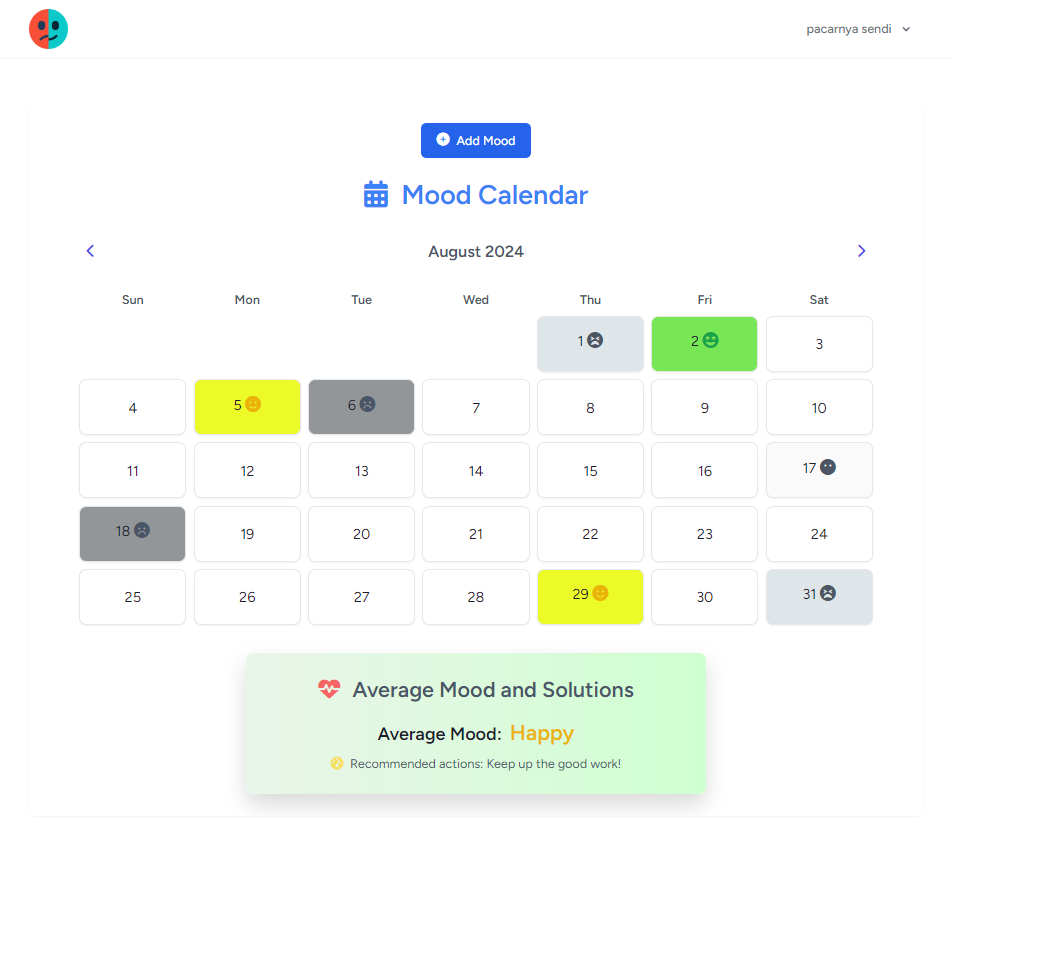 pacarnya sendi
Add Mood
Mood Calendar
August 2024
Sun Mon Tue Wed Thu Fri Sat
1 2 3
4 5 6 7 8 9 10
11 12 13 14 15 16 17
18 19 20 21 22 23 24
25 26 27 28 29 30 31
Average Mood and Solutions
Average Mood: Happy
Recommended actions: Keep up the good work!